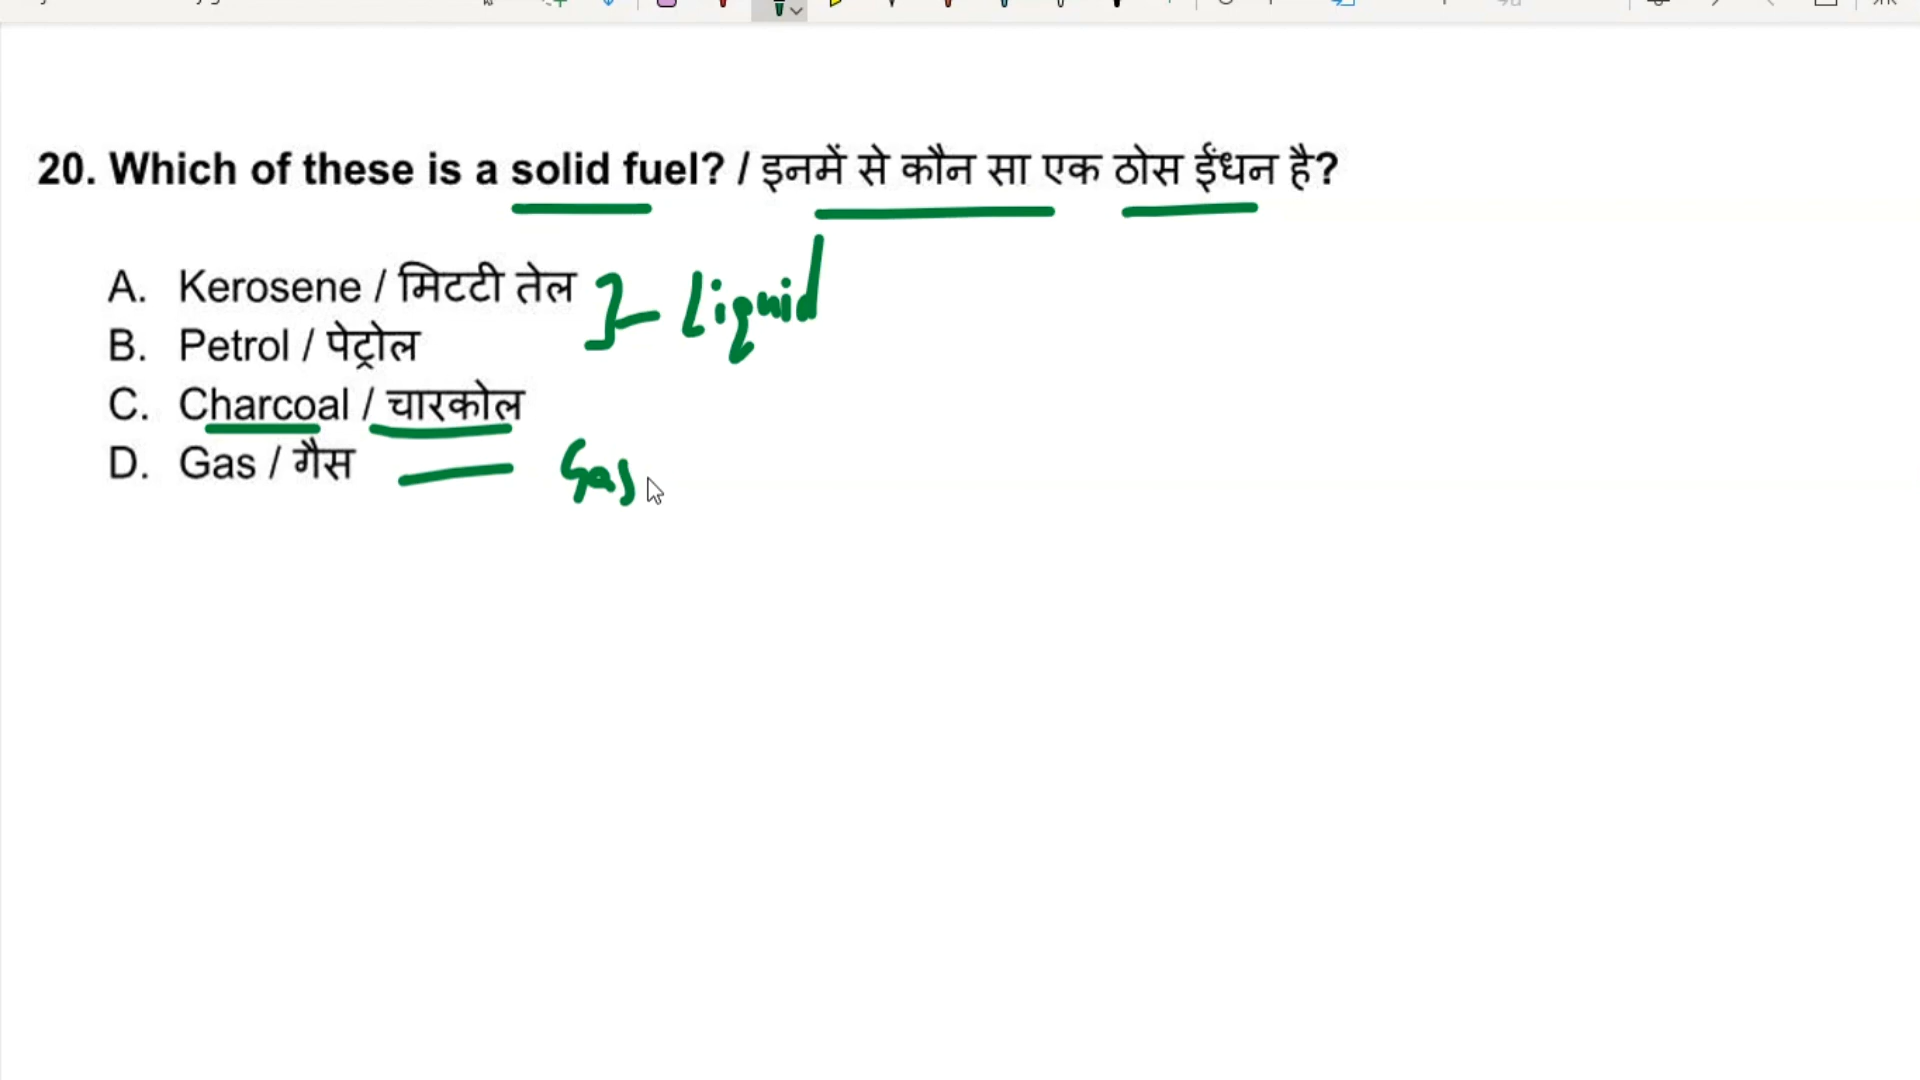 20. Which of these is a solid fuel? / इनमें से कौन सा एक ठोस ईंधन है?
A. Kerosene / मिटटी तेल } Liquid
B. Petrol / पेट्रोल
C. Charcoal / चारकोल
D. Gas / गैस — Gas